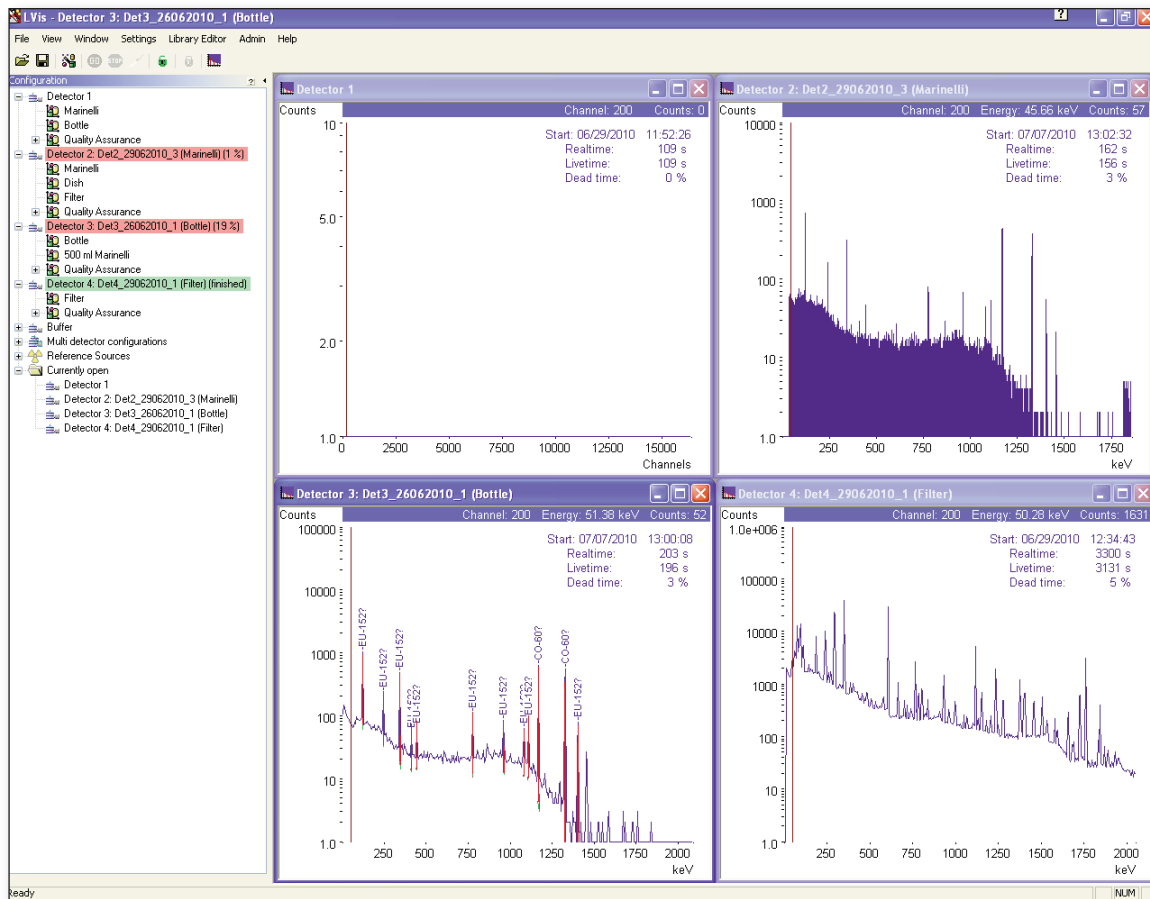 LVis - Detector 3: Det3_26062010_1 (Bottle)
?
File View Window Settings Library Editor Admin Help
GO STOP
Configuration ?
Detector 1
Marinelli
Bottle
Quality Assurance
Detector 2: Det2_29062010_3 (Marinelli) (1 %)
Marinelli
Dish
Filter
Quality Assurance
Detector 3: Det3_26062010_1 (Bottle) (19 %)
Bottle
500 ml Marinelli
Quality Assurance
Detector 4: Det4_29062010_1 (Filter) (finished)
Filter
Quality Assurance
Buffer
Multi detector configurations
Reference Sources
Currently open
Detector 1
Detector 2: Det2_29062010_3 (Marinelli)
Detector 3: Det3_26062010_1 (Bottle)
Detector 4: Det4_29062010_1 (Filter)
Detector 1
Counts Channel: 200 Counts: 0
Start: 06/29/2010 11:52:26
Realtime: 109 s
Livetime: 109 s
Dead time: 0 %
10
5.0
2.0
1.0
0 2500 5000 7500 10000 12500 15000
Channels
Detector 2: Det2_29062010_3 (Marinelli)
Counts Channel: 200 Energy: 45.66 keV Counts: 57
Start: 07/07/2010 13:02:32
Realtime: 162 s
Livetime: 156 s
Dead time: 3 %
10000
1000
100
10
1.0
250 500 750 1000 1250 1500 1750
keV
Detector 3: Det3_26062010_1 (Bottle)
Counts Channel: 200 Energy: 51.38 keV Counts: 52
Start: 07/07/2010 13:00:08
Realtime: 203 s
Livetime: 196 s
Dead time: 3 %
100000
10000
1000
100
10
1.0
-EU-152?
-EU-152?
-EU-152?
-EU-152?
-EU-152?
-EU-152?
-EU-152?
-EU-152?
-EU-152?
-CO-60?
-CO-60?
-EU-152?
250 500 750 1000 1250 1500 1750 2000
keV
Detector 4: Det4_29062010_1 (Filter)
Counts Channel: 200 Energy: 50.28 keV Counts: 1631
Start: 06/29/2010 12:34:43
Realtime: 3300 s
Livetime: 3131 s
Dead time: 5 %
1.0e+006
100000
10000
1000
100
10
1.0
250 500 750 1000 1250 1500 1750 2000
keV
Ready NUM